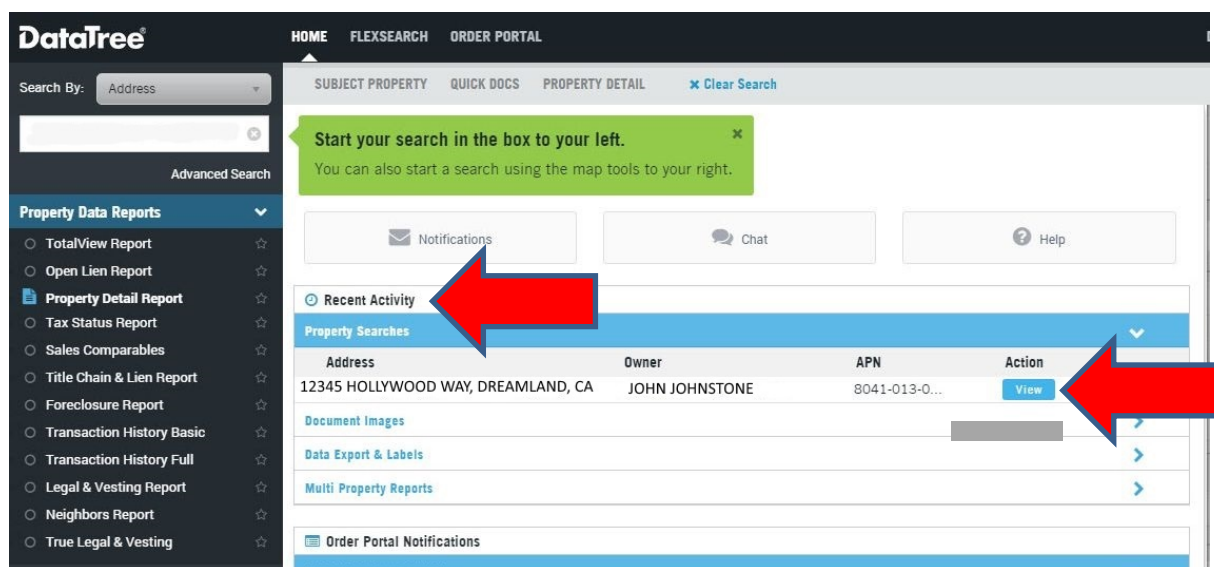 DataTree®
HOME FLEXSEARCH ORDER PORTAL
Search By: Address
SUBJECT PROPERTY QUICK DOCS PROPERTY DETAIL × Clear Search
Start your search in the box to your left. ×
You can also start a search using the map tools to your right.
Advanced Search
Property Data Reports
TotalView Report
Open Lien Report
Property Detail Report
Tax Status Report
Sales Comparables
Title Chain & Lien Report
Foreclosure Report
Transaction History Basic
Transaction History Full
Legal & Vesting Report
Neighbors Report
True Legal & Vesting
Notifications Chat Help
Recent Activity
Property Searches
Address Owner APN Action
12345 HOLLYWOOD WAY, DREAMLAND, CA JOHN JOHNSTONE 8041-013-0... View
Document Images
Data Export & Labels
Multi Property Reports
Order Portal Notifications